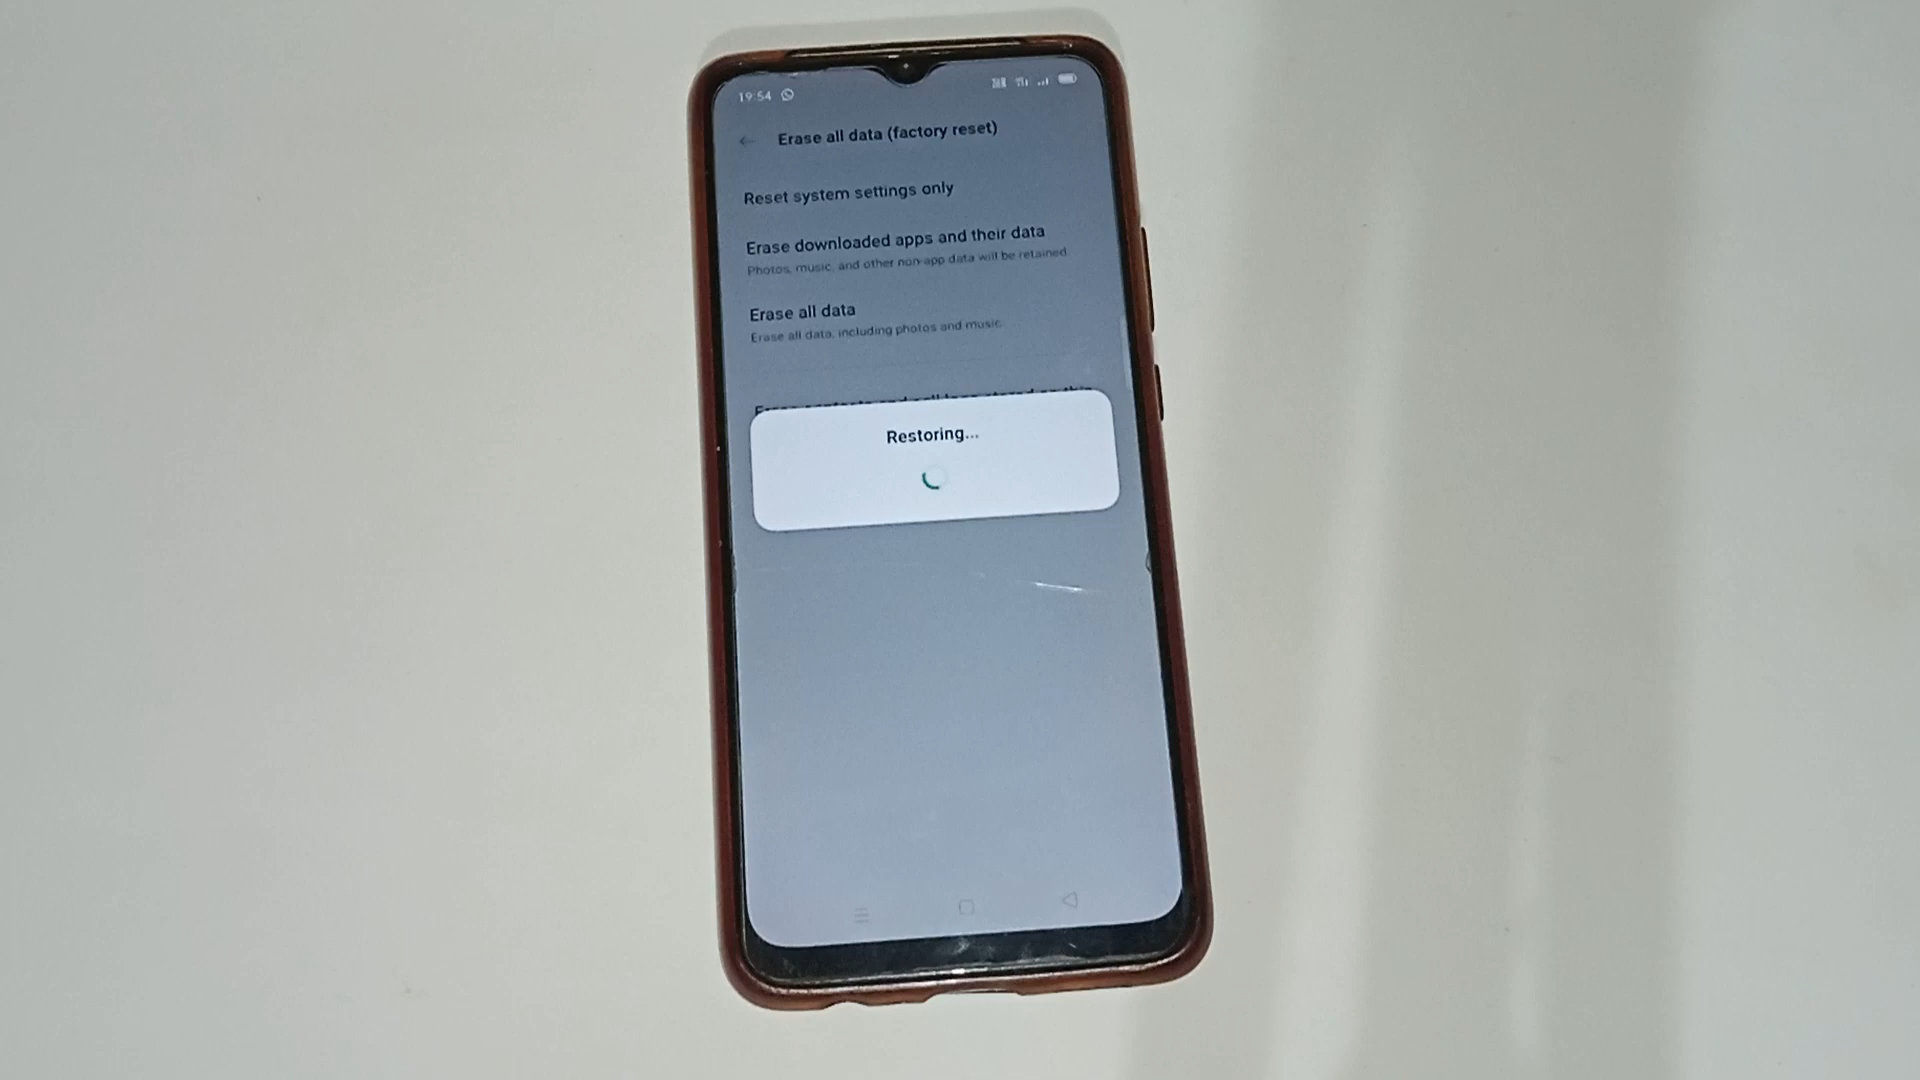 19:54
Erase all data (factory reset)
Reset system settings only
Erase downloaded apps and their data
Photos, music, and other non-app data will be retained.
Erase all data
Erase all data, including photos and music.
Restoring...